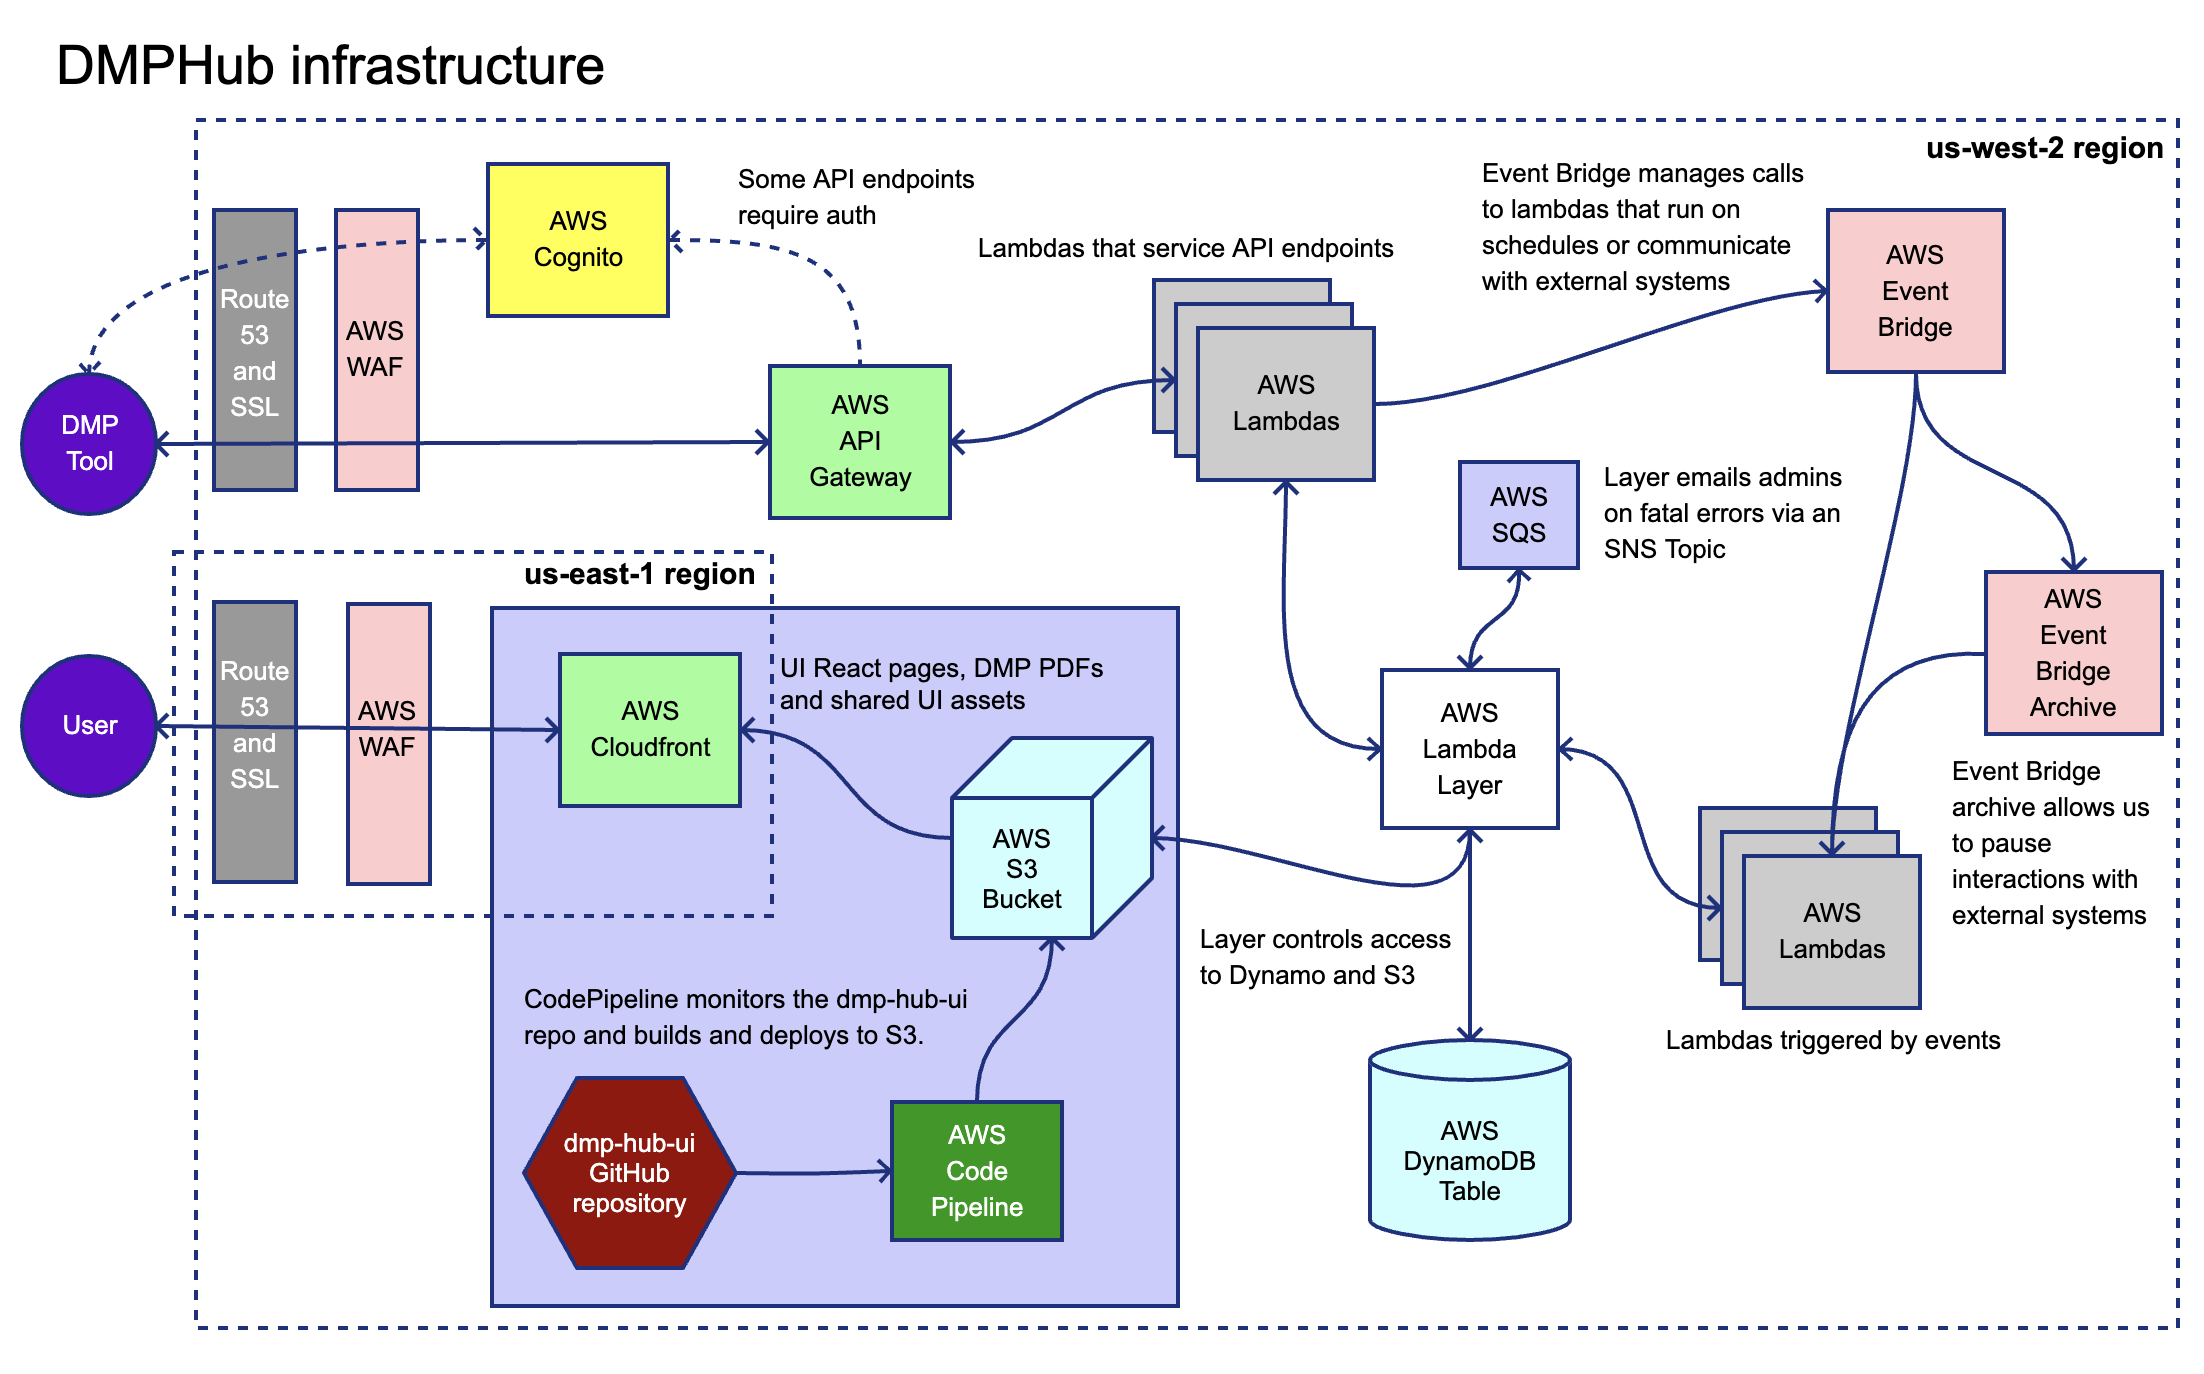 DMPHub infrastructure
us-west-2 region
AWS
Cognito
Some API endpoints
require auth
Route
53
and
SSL
AWS
WAF
DMP
Tool
AWS
API
Gateway
Lambdas that service API endpoints
AWS
Lambdas
Event Bridge manages calls
to lambdas that run on
schedules or communicate
with external systems
AWS
Event
Bridge
AWS
SQS
Layer emails admins
on fatal errors via an
SNS Topic
AWS
Event
Bridge
Archive
Event Bridge
archive allows us
to pause
interactions with
external systems
us-east-1 region
User
Route
53
and
SSL
AWS
WAF
AWS
Cloudfront
UI React pages, DMP PDFs
and shared UI assets
AWS
S3
Bucket
AWS
Lambda
Layer
Layer controls access
to Dynamo and S3
AWS
Lambdas
Lambdas triggered by events
CodePipeline monitors the dmp-hub-ui
repo and builds and deploys to S3.
dmp-hub-ui
GitHub
repository
AWS
Code
Pipeline
AWS
DynamoDB
Table